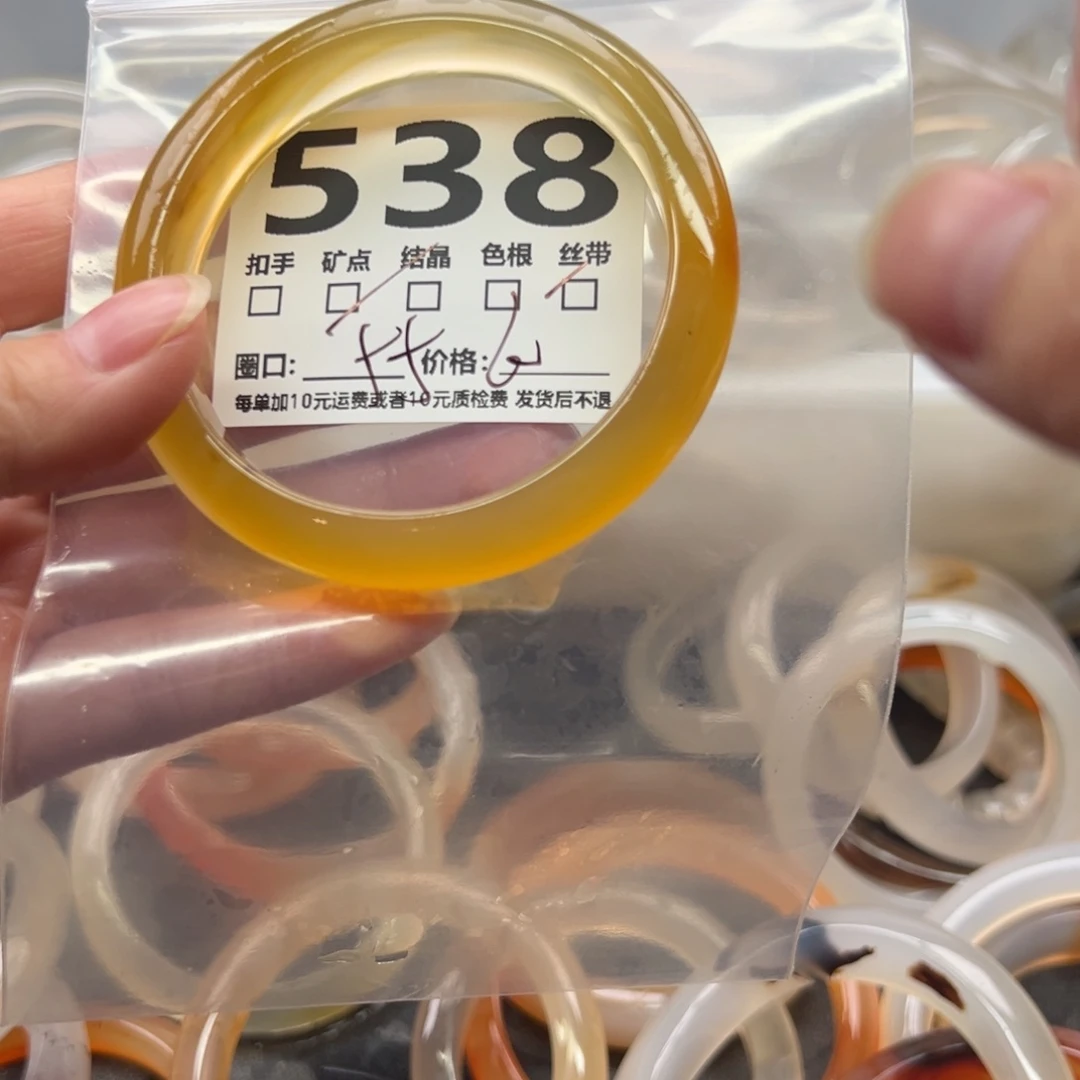 538
扣手 矿点 结晶 色根 丝带
圈口: 价格:
每单加10元运费或者10元质检费 发货后不退